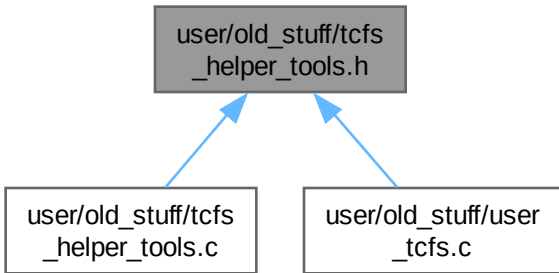 user/old_stuff/tcfs
_helper_tools.h
user/old_stuff/tcfs
_helper_tools.c
user/old_stuff/user
_tcfs.c